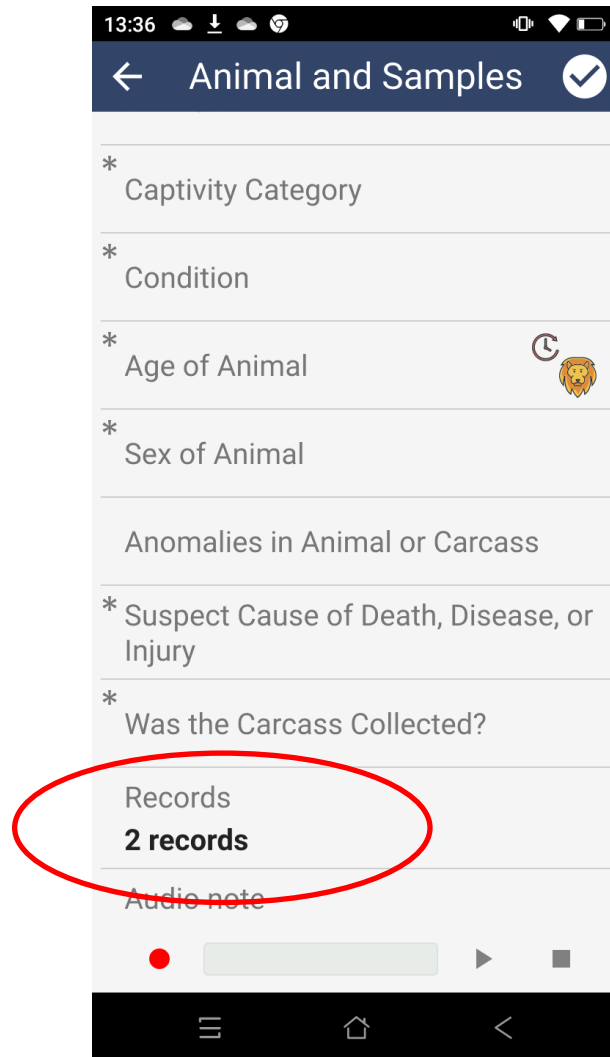 13:36
Animal and Samples
*
Captivity Category
*
Condition
*
Age of Animal
*
Sex of Animal
Anomalies in Animal or Carcass
* Suspect Cause of Death, Disease, or
Injury
*
Was the Carcass Collected?
Records
2 records
Audio note